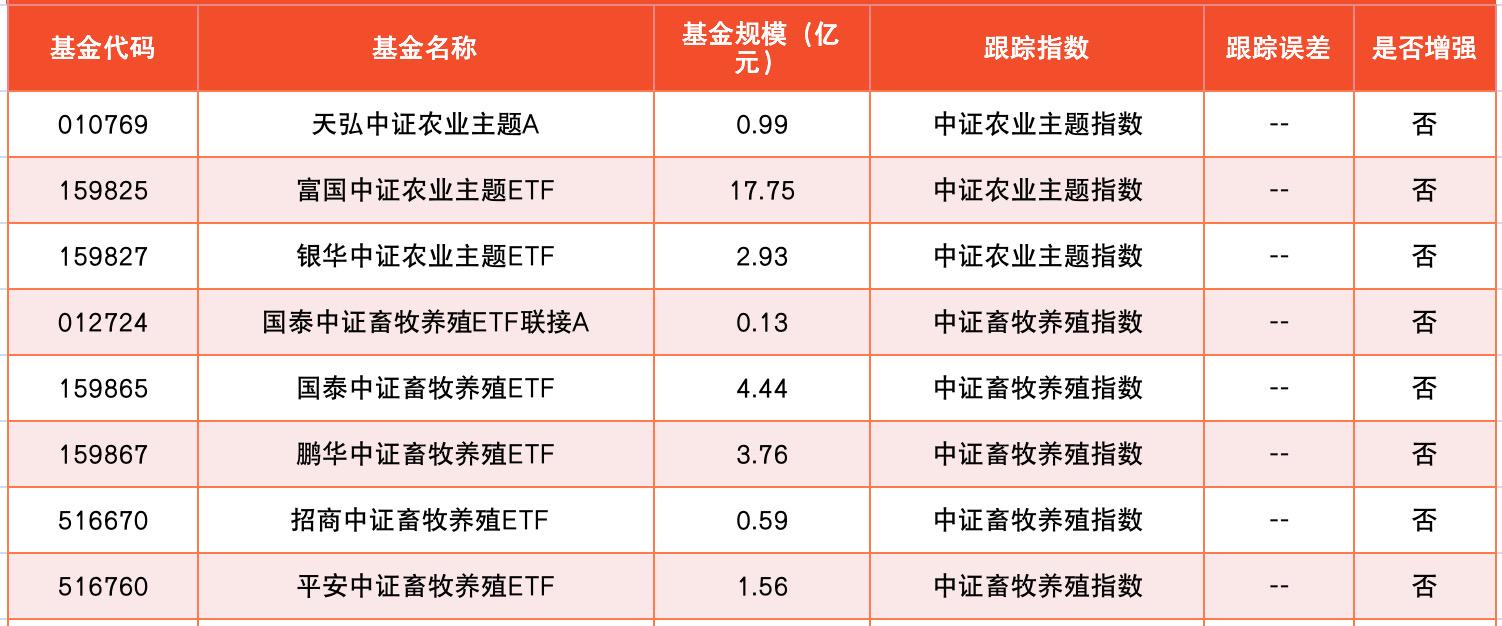 基金代码 基金名称 基金规模（亿元） 跟踪指数 跟踪误差 是否增强
010769 天弘中证农业主题A 0.99 中证农业主题指数 -- 否
159825 富国中证农业主题ETF 17.75 中证农业主题指数 -- 否
159827 银华中证农业主题ETF 2.93 中证农业主题指数 -- 否
012724 国泰中证畜牧养殖ETF联接A 0.13 中证畜牧养殖指数 -- 否
159865 国泰中证畜牧养殖ETF 4.44 中证畜牧养殖指数 -- 否
159867 鹏华中证畜牧养殖ETF 3.76 中证畜牧养殖指数 -- 否
516670 招商中证畜牧养殖ETF 0.59 中证畜牧养殖指数 -- 否
516760 平安中证畜牧养殖ETF 1.56 中证畜牧养殖指数 -- 否